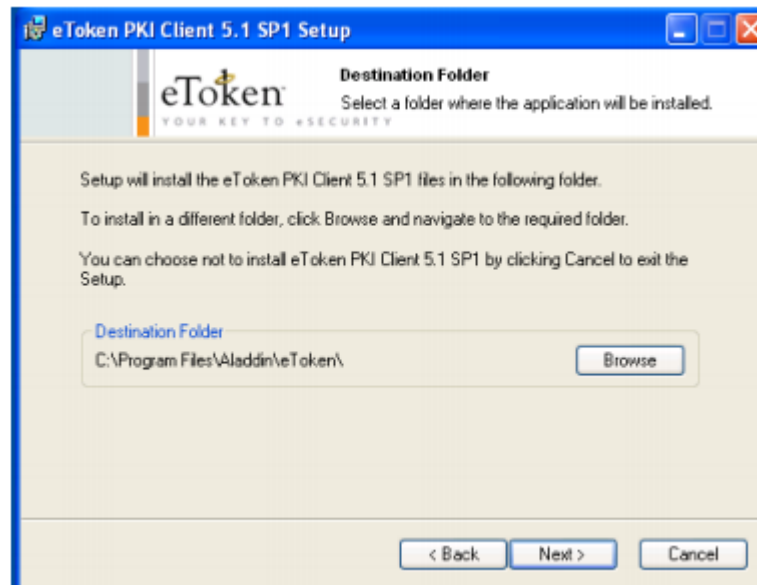 eToken PKI Client 5.1 SP1 Setup
eToken
YOUR KEY TO eSECURITY
Destination Folder
Select a folder where the application will be installed.
Setup will install the eToken PKI Client 5.1 SP1 files in the following folder.
To install in a different folder, click Browse and navigate to the required folder.
You can choose not to install eToken PKI Client 5.1 SP1 by clicking Cancel to exit the
Setup.
Destination Folder
C:\Program Files\Aladdin\eToken\
Browse
< Back
Next >
Cancel